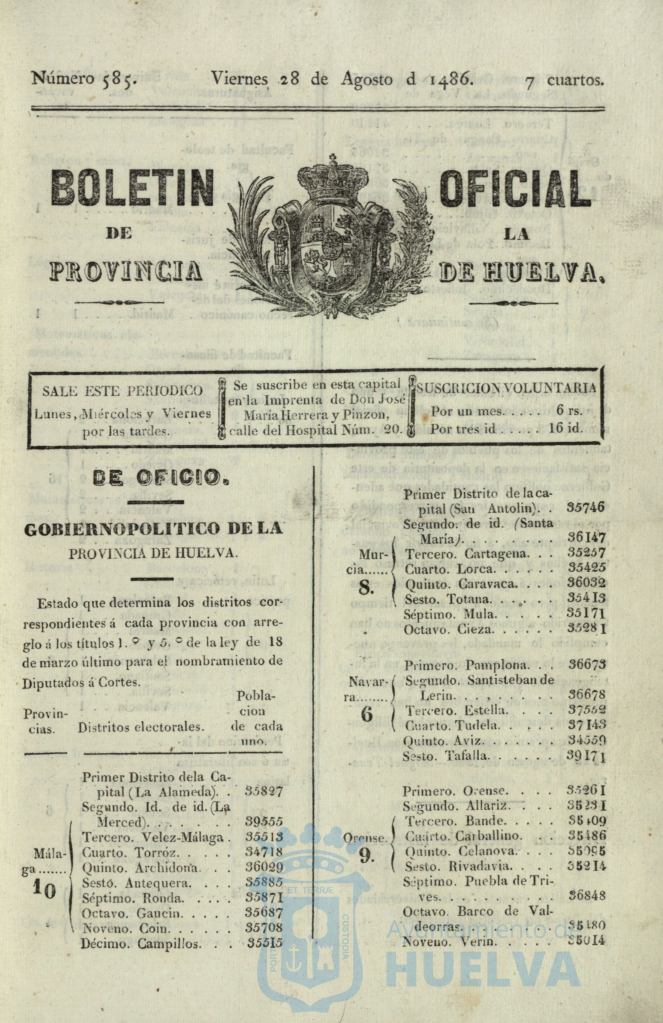 Número 585. Viernes 28 de Agosto d 1486. 7 cuartos.
BOLETIN OFICIAL
DE LA
PROVINCIA DE HUELVA.
SALE ESTE PERIODICO
Lunes, Miércoles y Viernes
por las tardes.
Se suscribe en esta capital
en la Imprenta de Don José
María Herrera y Pinzon,
calle del Hospital Núm. 20.
SUSCRICION VOLUNTARIA
Por un mes. . . . . 6 rs.
Por tres id . . . . . 16 id.
DE OFICIO.
GOBIERNO POLITICO DE LA
PROVINCIA DE HUELVA.
Estado que determina los distritos cor-
respondientes á cada provincia con arre-
glo á los títulos 1.º y 5.º de la ley de 18
de marzo último para el nombramiento de
Diputados á Cortes.
Provin-
cias.
Distritos electorales.
Pobla-
cion
de cada
uno.
Mála-
ga.......
10
Primer Distrito de la Ca-
pital (La Alameda). . 35827
Segundo. Id. de id. (La
Merced). . . . . . . . 39555
Tercero. Velez-Málaga . 35513
Cuarto. Torróz. . . . . 34718
Quinto. Archidona. . . 36029
Sesto. Antequera. . . . 35885
Séptimo. Ronda. . . . 35871
Octavo. Gaucin. . . . . 35687
Noveno. Coin. . . . . . 35708
Décimo. Campillos. . . 35515
Mur-
cia......
8.
Primer Distrito de la ca-
pital (San Antolin). . 35746
Segundo. de id. (Santa
María). . . . . . . . 36147
Tercero. Cartagena. . . 35257
Cuarto. Lorca. . . . . . 35425
Quinto. Caravaca. . . . 36032
Sesto. Totana. . . . . . 35413
Séptimo. Mula. . . . . . 35171
Octavo. Cieza. . . . . . 35281
Navar-
ra........
6
Primero. Pamplona. . . 36673
Segundo. Santisteban de
Lerin. . . . . . . . . 36678
Tercero. Estella. . . . . 37552
Cuarto. Tudela. . . . . 37143
Quinto. Aviz. . . . . . . 34559
Sesto. Tafalla. . . . . . 39171
Orense.
9.
Primero. Orense. . . . 35261
Segundo. Allariz. . . . 35231
Tercero. Bande. . . . . 35109
Cuarto. Carballino. . . 35486
Quinto. Celanova. . . . 35095
Sesto. Rivadavia. . . . 35214
Séptimo. Puebla de Tri-
ves. . . . . . . . . . 36848
Octavo. Barco de Val-
deorras. . . . . . . . 35180
Noveno. Verin. . . . . . 35014
Ayuntamiento de
HUELVA